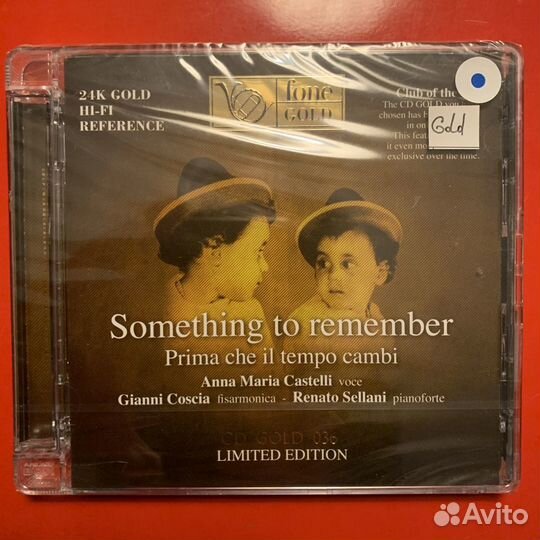 24K GOLD
HI-FI
REFERENCE
fone
GOLD
Club of the
The CD GOLD you
chosen has
in on
This feat
it even mo
exclusive over the time.
Gold
Something to remember
Prima che il tempo cambi
Anna Maria Castelli voce
Gianni Coscia fisarmonica - Renato Sellani pianoforte
CD GOLD 036
LIMITED EDITION
Avito